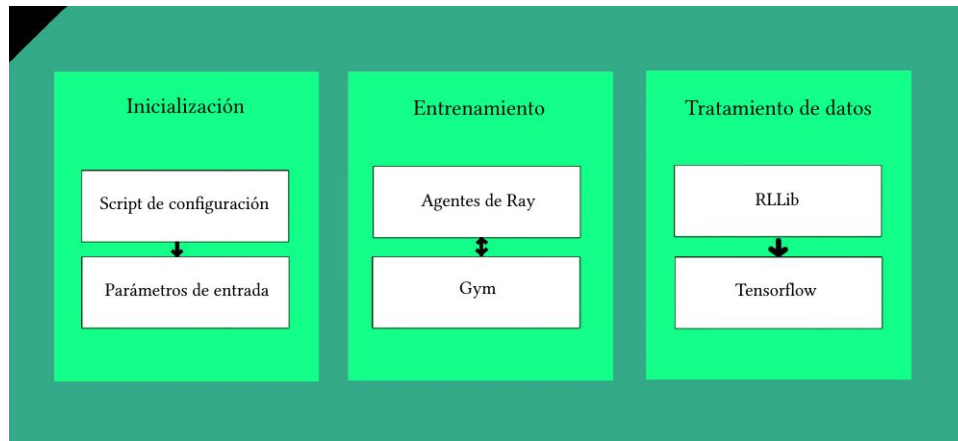 Inicialización
Script de configuración
Parámetros de entrada
Entrenamiento
Agentes de Ray
Gym
Tratamiento de datos
RLLib
Tensorflow